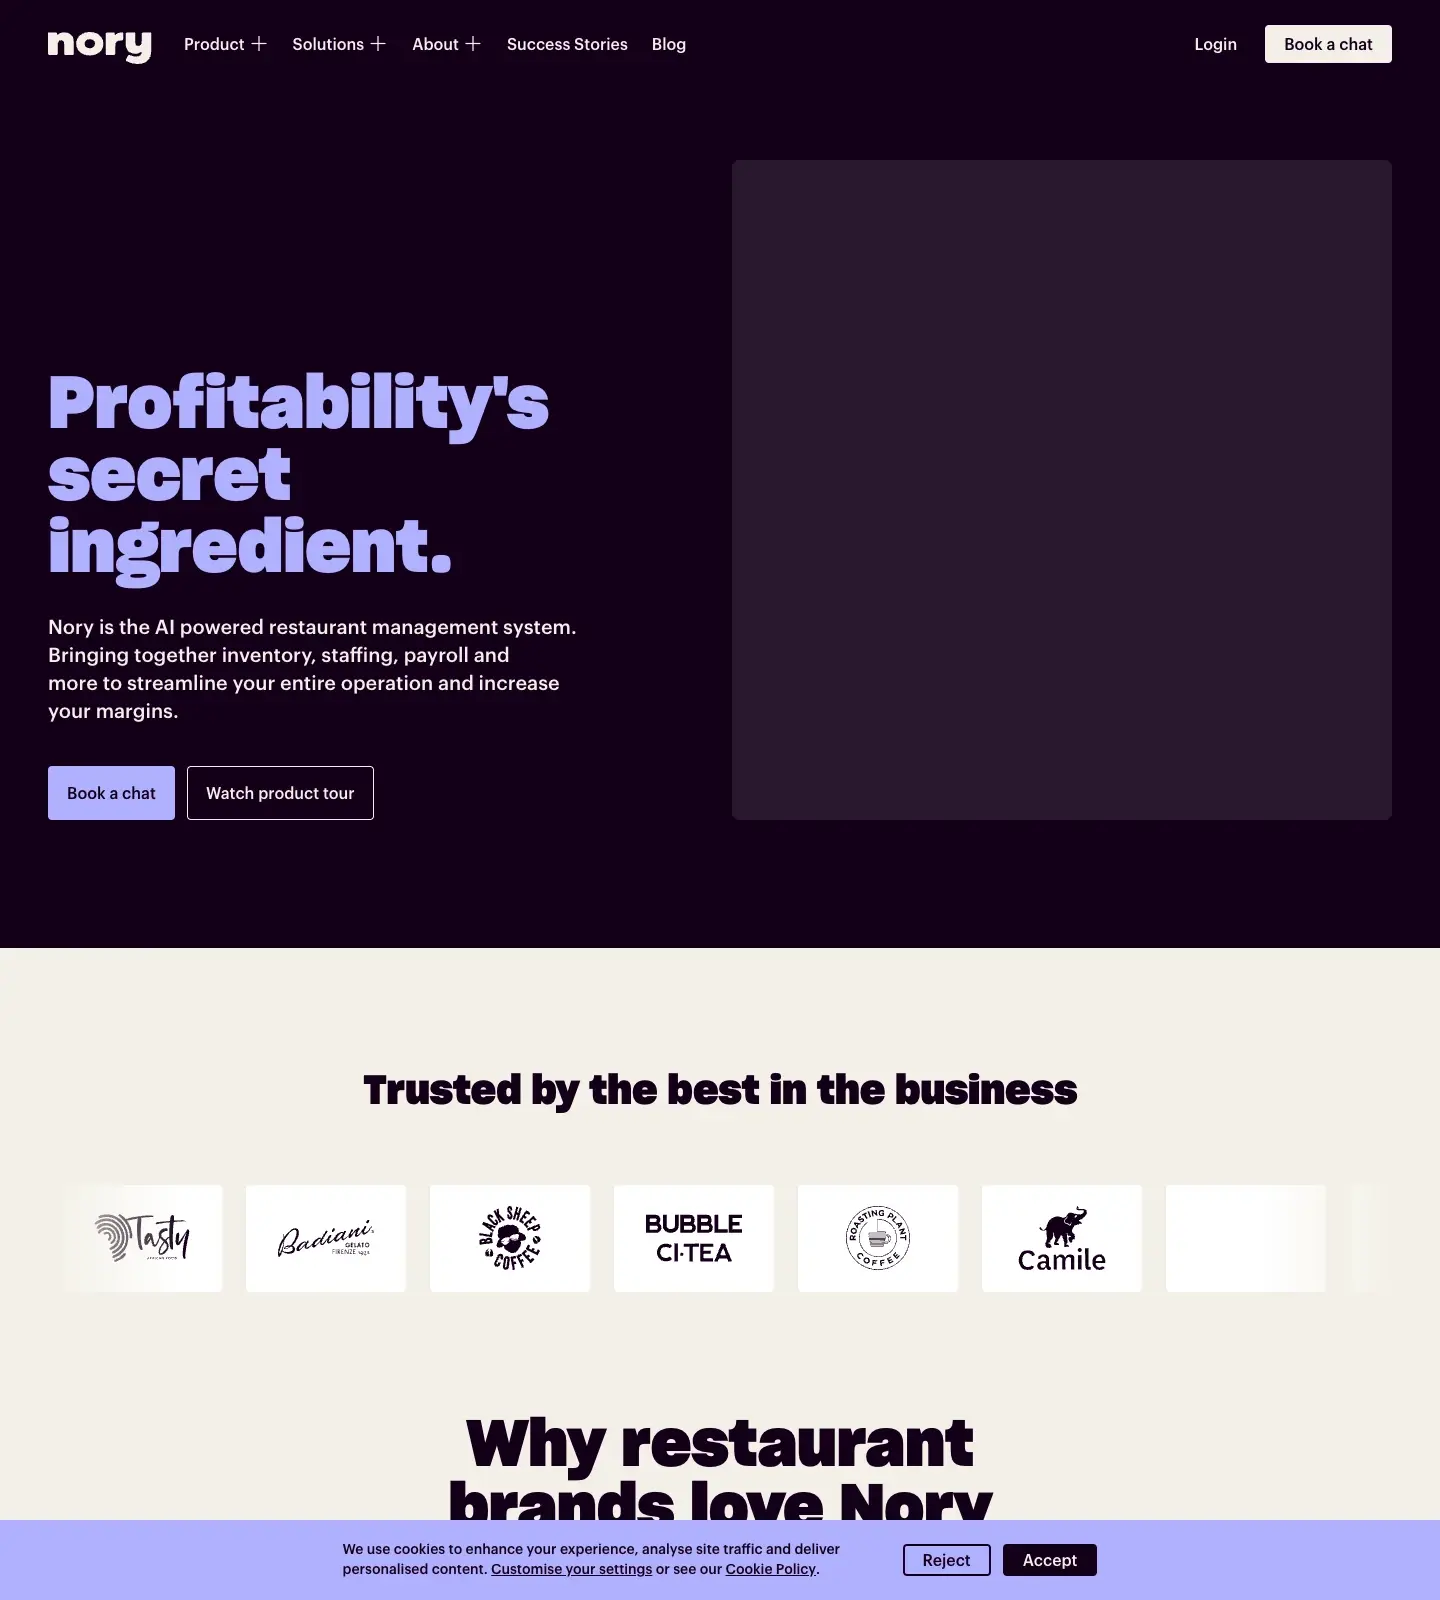 nory
Product
Solutions
About
Success Stories
Blog
Login
Book a chat
Profitability's
secret
ingredient.
Nory is the AI powered restaurant management system.
Bringing together inventory, staffing, payroll and
more to streamline your entire operation and increase
your margins.
Book a chat
Watch product tour
Trusted by the best in the business
Tasty
AFRICAN FOOD
Badiani
GELATO
FIRENZE 1932
BLACK SHEEP
COFFEE
BUBBLE
CI·TEA
ROASTING PLANT
COFFEE
Camile
Why restaurant
brands love Nory
We use cookies to enhance your experience, analyse site traffic and deliver
personalised content. Customise your settings or see our Cookie Policy.
Reject
Accept